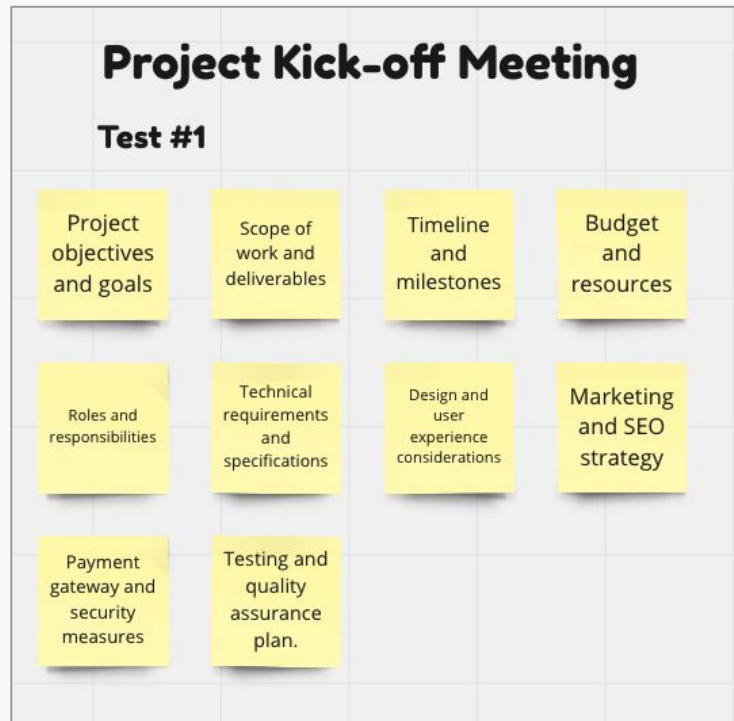 Project Kick-off Meeting
Test #1
Project
objectives
and goals
Scope of
work and
deliverables
Timeline
and
milestones
Budget
and
resources
Roles and
responsibilities
Technical
requirements
and
specifications
Design and
user
experience
considerations
Marketing
and SEO
strategy
Payment
gateway and
security
measures
Testing and
quality
assurance
plan.